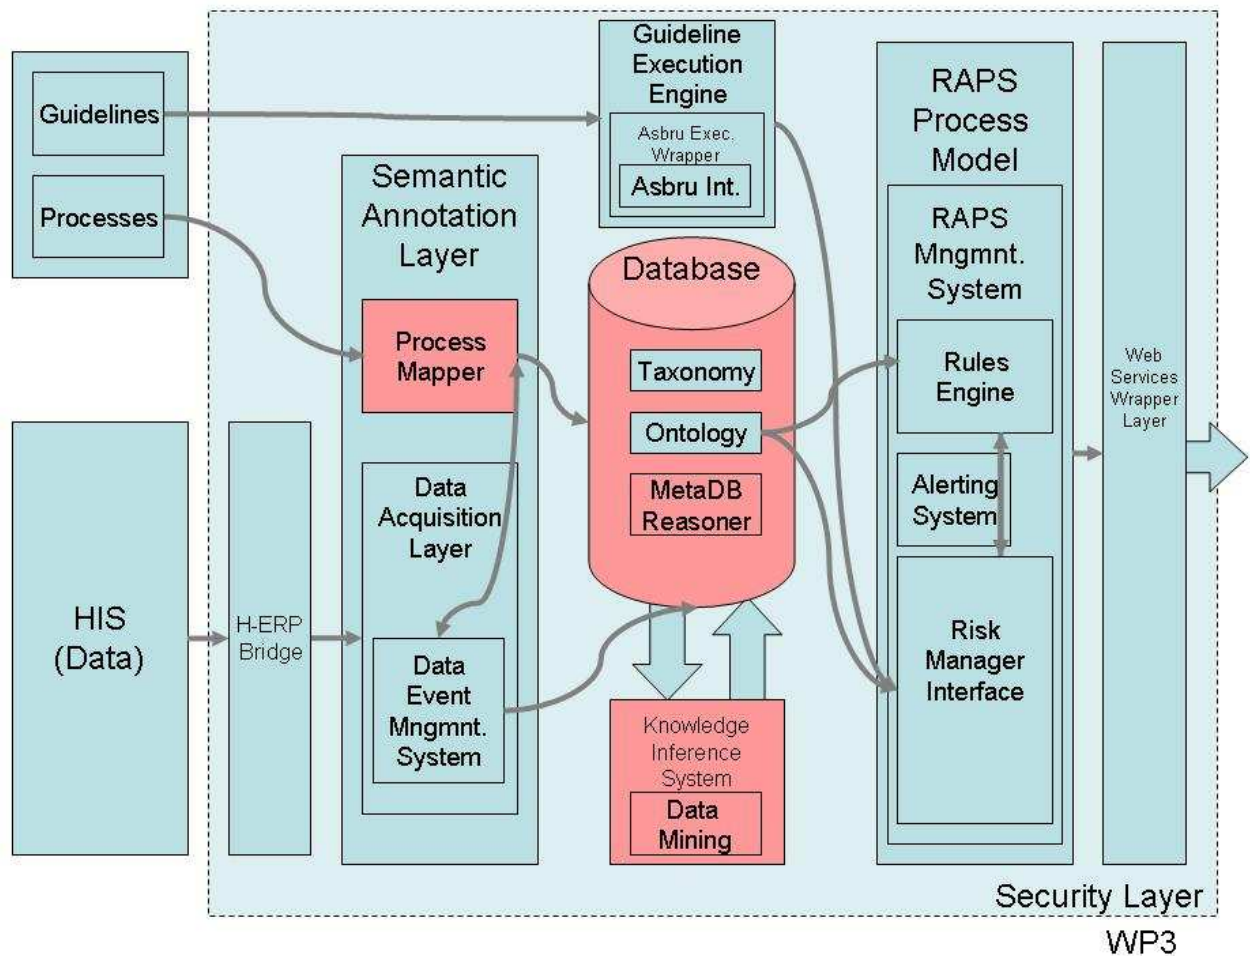 Guidelines
Processes
HIS
(Data)
H-ERP
Bridge
Semantic
Annotation
Layer
Process
Mapper
Data
Acquisition
Layer
Data
Event
Mngmnt.
System
Guideline
Execution
Engine
Asbru Exec.
Wrapper
Asbru Int.
Database
Taxonomy
Ontology
MetaDB
Reasoner
Knowledge
Inference
System
Data
Mining
RAPS
Process
Model
RAPS
Mngmnt.
System
Rules
Engine
Alerting
System
Risk
Manager
Interface
Web
Services
Wrapper
Layer
Security Layer
WP3